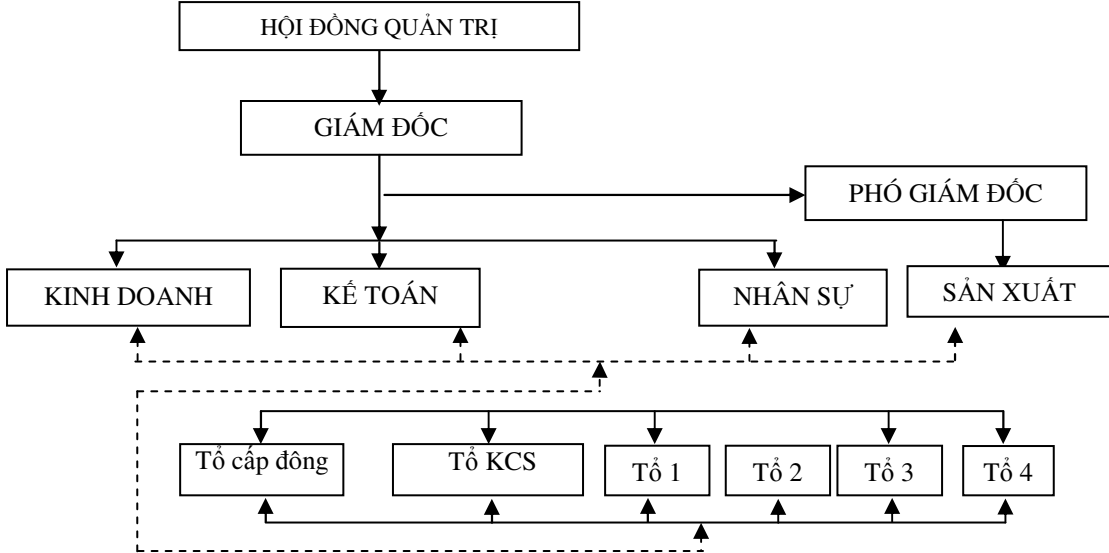 HỘI ĐỒNG QUẢN TRỊ
GIÁM ĐỐC
PHÓ GIÁM ĐỐC
KINH DOANH
KẾ TOÁN
NHÂN SỰ
SẢN XUẤT
Tổ cấp đông
Tổ KCS
Tổ 1
Tổ 2
Tổ 3
Tổ 4